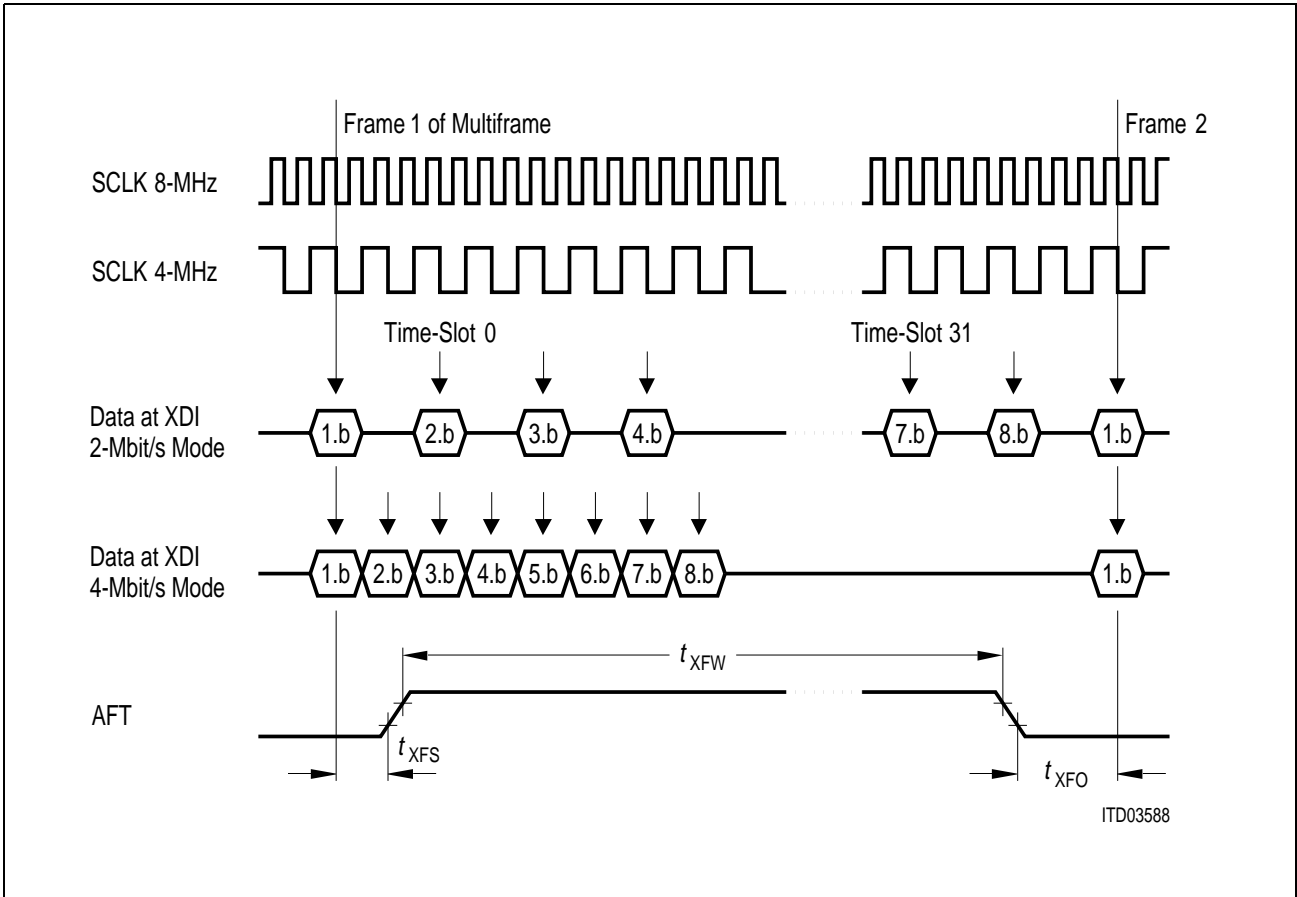 Frame 1 of Multiframe
Frame 2
SCLK 8-MHz
SCLK 4-MHz
Time-Slot 0
Time-Slot 31
Data at XDI
2-Mbit/s Mode
1.b 2.b 3.b 4.b 7.b 8.b 1.b
Data at XDI
4-Mbit/s Mode
1.b 2.b 3.b 4.b 5.b 6.b 7.b 8.b 1.b
t XFW
AFT
t XFS
t XFO
ITD03588